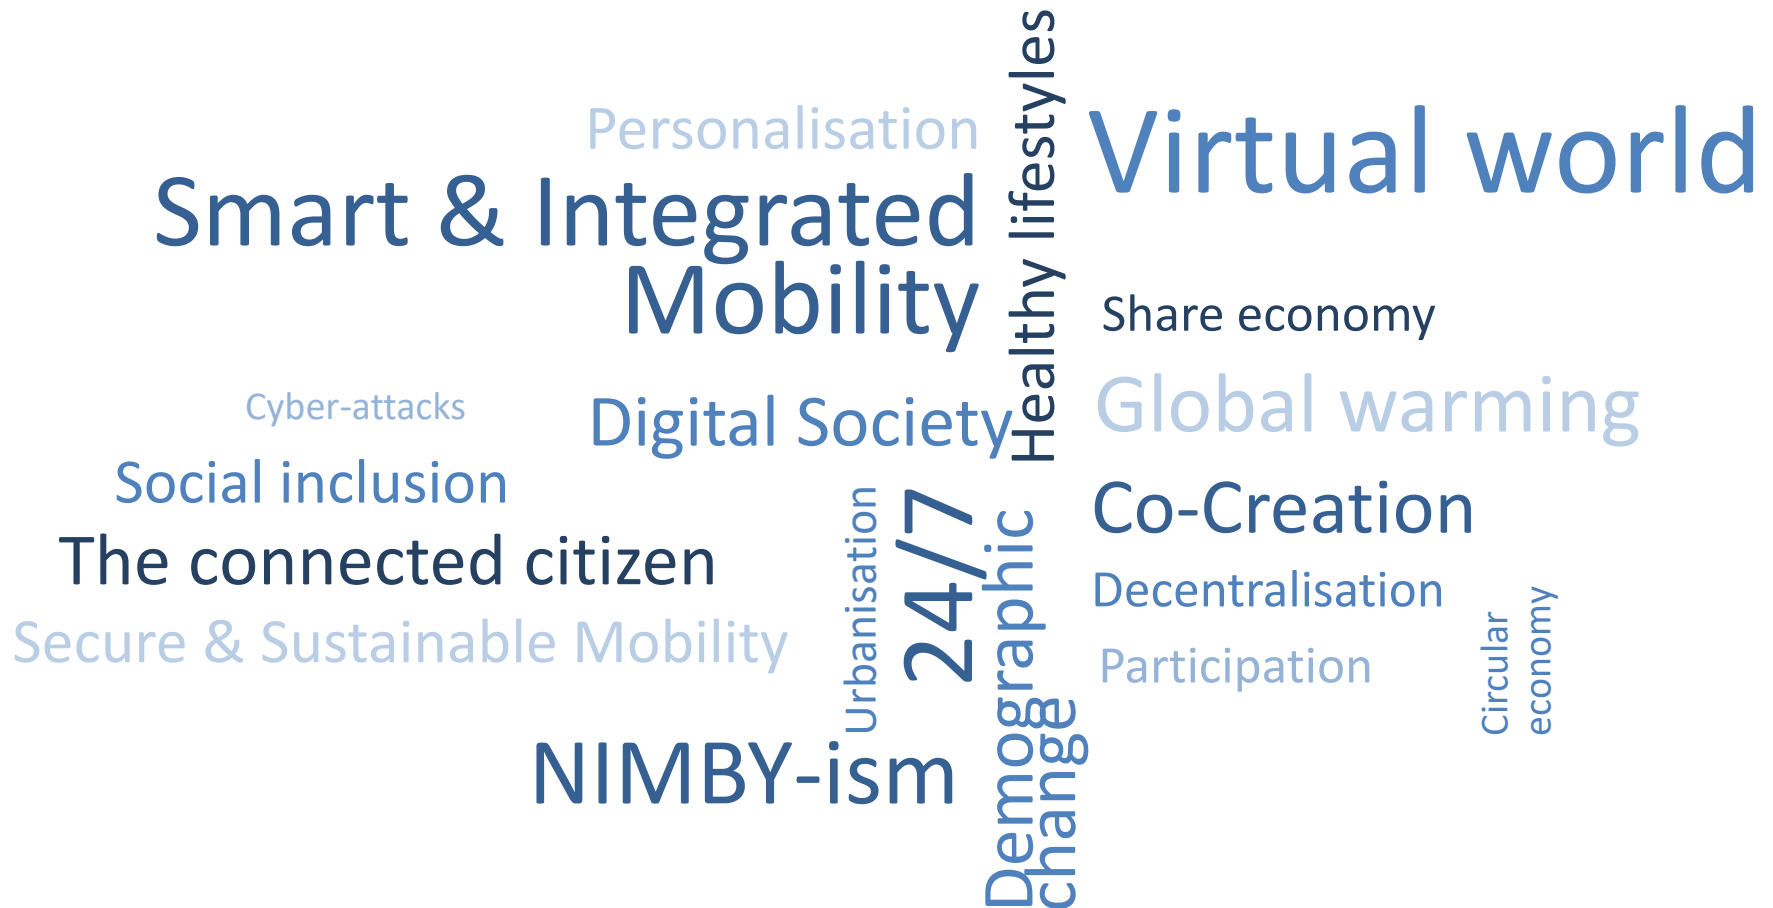 Personalisation
Smart & Integrated
Mobility
Healthy lifestyles
Virtual world
Share economy
Cyber-attacks
Digital Society
Global warming
Social inclusion
Co-Creation
The connected citizen
Urbanisation
24/7
Demographic
change
Decentralisation
Secure & Sustainable Mobility
Participation
Circular
economy
NIMBY-ism